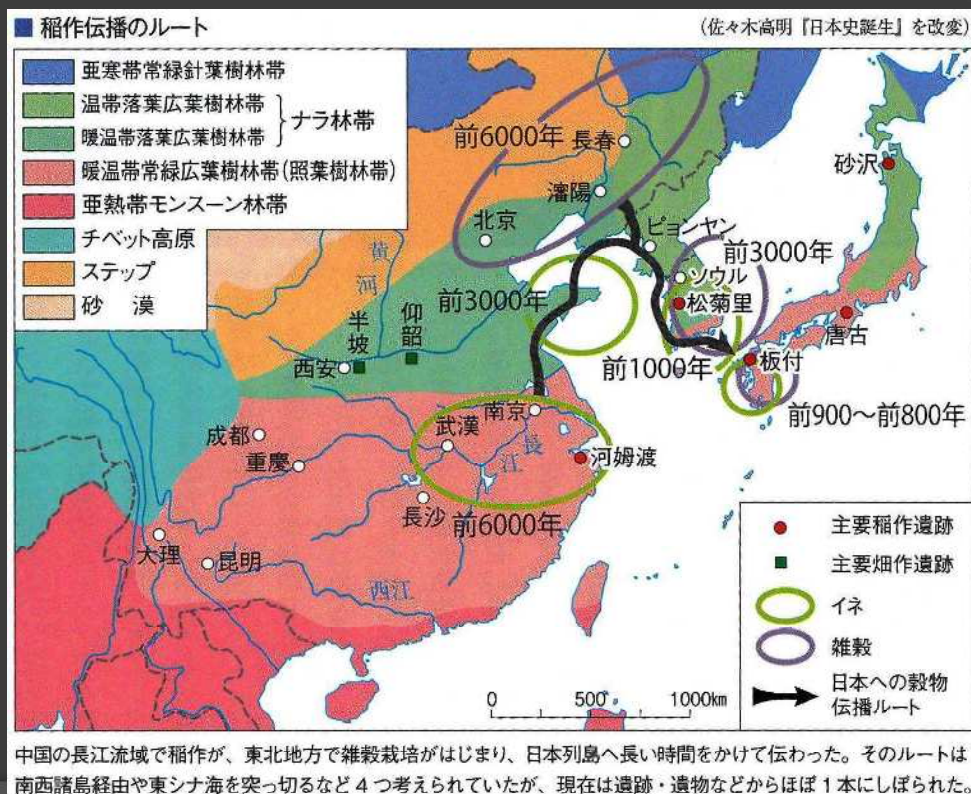 稲作伝播のルート
(佐々木高明『日本史誕生』を改変)
亜寒帯常緑針葉樹林帯
温帯落葉広葉樹林帯
暖温帯落葉広葉樹林帯
ナラ林帯
暖温帯常緑広葉樹林帯(照葉樹林帯)
亜熱帯モンスーン林帯
チベット高原
ステップ
砂 漠
前6000年
長春
瀋陽
北京
砂沢
ピョンヤン
前3000年
ソウル
松菊里
黄河
前3000年
半坡
仰韶
西安
前1000年
唐古
板付
前900～前800年
南京
武漢
長江
河姆渡
成都
重慶
長沙
前6000年
大理
昆明
西江
主要稲作遺跡
主要畑作遺跡
イネ
雑穀
日本への穀物
伝播ルート
0 500 1000km
中国の長江流域で稲作が、東北地方で雑穀栽培がはじまり、日本列島へ長い時間をかけて伝わった。そのルートは
南西諸島経由や東シナ海を突っ切るなど4つ考えられていたが、現在は遺跡・遺物などからほぼ1本にしぼられた。